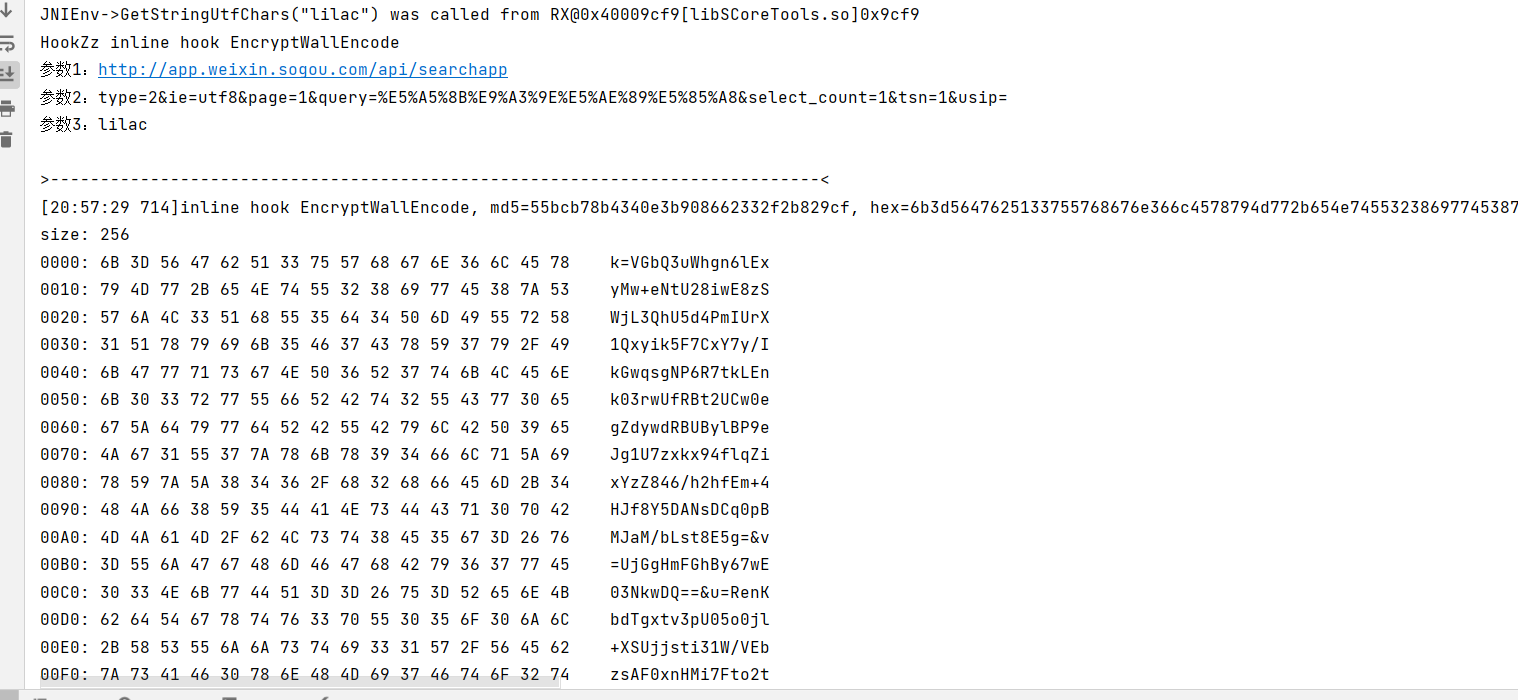 JNIEnv->GetStringUtfChars("lilac") was called from RX@0x40009cf9[libSCoreTools.so]0x9cf9
HookZz inline hook EncryptWallEncode
参数1：http://app.weixin.sogou.com/api/searchapp
参数2：type=2&ie=utf8&page=1&query=%E5%A5%8B%E9%A3%9E%E5%AE%89%E5%85%A8&select_count=1&tsn=1&usip=
参数3：lilac
>-----------------------------------------------------------------------------<
[20:57:29 714]inline hook EncryptWallEncode, md5=55bcb78b4340e3b908662332f2b829cf, hex=6b3d5647625133755768676e366c4578794d772b654e74553238697745387
size: 256
0000: 6B 3D 56 47 62 51 33 75 57 68 67 6E 36 6C 45 78    k=VGbQ3uWhgn6lEx
0010: 79 4D 77 2B 65 4E 74 55 32 38 69 77 45 38 7A 53    yMw+eNtU28iwE8zS
0020: 57 6A 4C 33 51 68 55 35 64 34 50 6D 49 55 72 58    WjL3QhU5d4PmIUrX
0030: 31 51 78 79 69 6B 35 46 37 43 78 59 37 79 2F 49    1Qxyik5F7CxY7y/I
0040: 6B 47 77 71 73 67 4E 50 36 52 37 74 6B 4C 45 6E    kGwqsgNP6R7tkLEn
0050: 6B 30 33 72 77 55 66 52 42 74 32 55 43 77 30 65    k03rwUfRBt2UCw0e
0060: 67 5A 64 79 77 64 52 42 55 42 79 6C 42 50 39 65    gZdywdRBUBylBP9e
0070: 4A 67 31 55 37 7A 78 6B 78 39 34 66 6C 71 5A 69    Jg1U7zxkx94flqZi
0080: 78 59 7A 5A 38 34 36 2F 68 32 68 66 45 6D 2B 34    xYzZ846/h2hfEm+4
0090: 48 4A 66 38 59 35 44 41 4E 73 44 43 71 30 70 42    HJf8Y5DANsDCq0pB
00A0: 4D 4A 61 4D 2F 62 4C 73 74 38 45 35 67 3D 26 76    MJaM/bLst8E5g=&v
00B0: 3D 55 6A 47 67 48 6D 46 47 68 42 79 36 37 77 45    =UjGgHmFGhBy67wE
00C0: 30 33 4E 6B 77 44 51 3D 3D 26 75 3D 52 65 6E 4B    03NkwDQ==&u=RenK
00D0: 62 64 54 67 78 74 76 33 70 55 30 35 6F 30 6A 6C    bdTgxtv3pU05o0jl
00E0: 2B 58 53 55 6A 6A 73 74 69 33 31 57 2F 56 45 62    +XSUjjsti31W/VEb
00F0: 7A 73 41 46 30 78 6E 48 4D 69 37 46 74 6F 32 74    zsAF0xnHMi7Fto2t